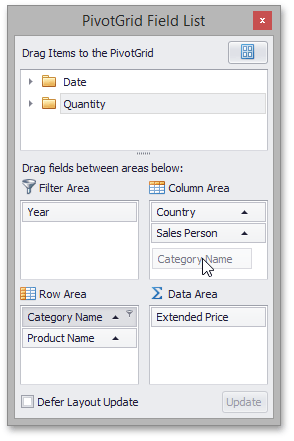 PivotGrid Field List
x
Drag Items to the PivotGrid
Date
Quantity
Drag fields between areas below:
Filter Area
Column Area
Year
Country
Sales Person
Category Name
Row Area
Data Area
Category Name
Extended Price
Product Name
Defer Layout Update
Update